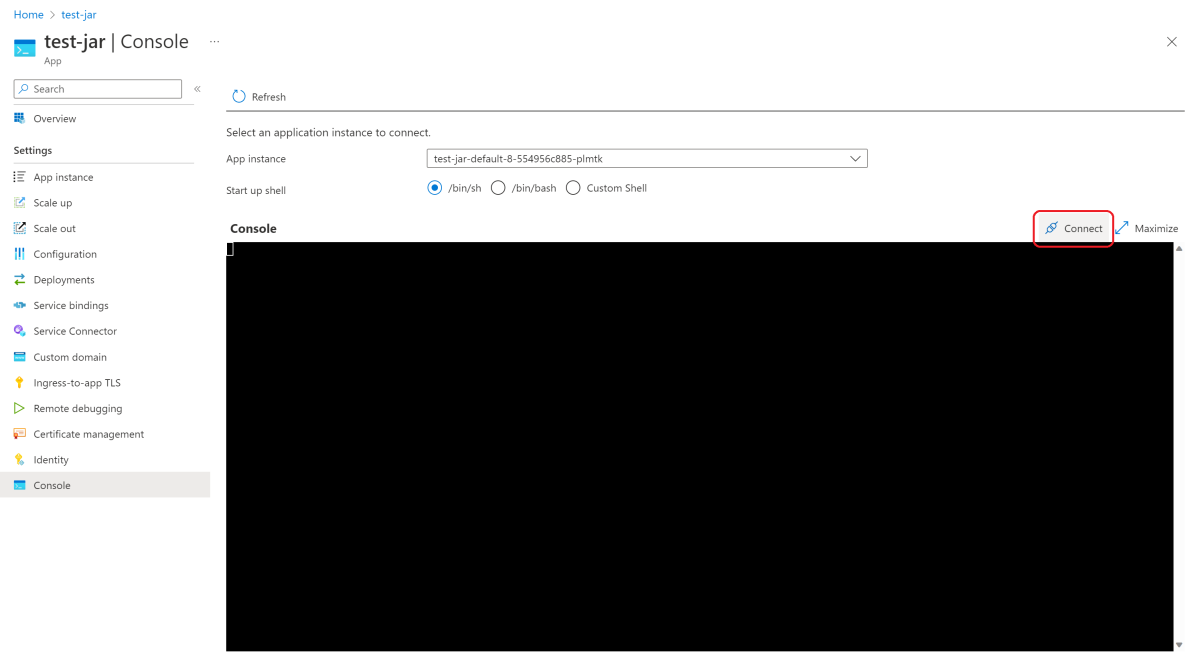 Home > test-jar
test-jar | Console ...
App
Search «
Overview
Settings
App instance
Scale up
Scale out
Configuration
Deployments
Service bindings
Service Connector
Custom domain
Ingress-to-app TLS
Remote debugging
Certificate management
Identity
Console
Refresh
Select an application instance to connect.
App instance test-jar-default-8-554956c885-plmtk
Start up shell /bin/sh /bin/bash Custom Shell
Console Connect Maximize